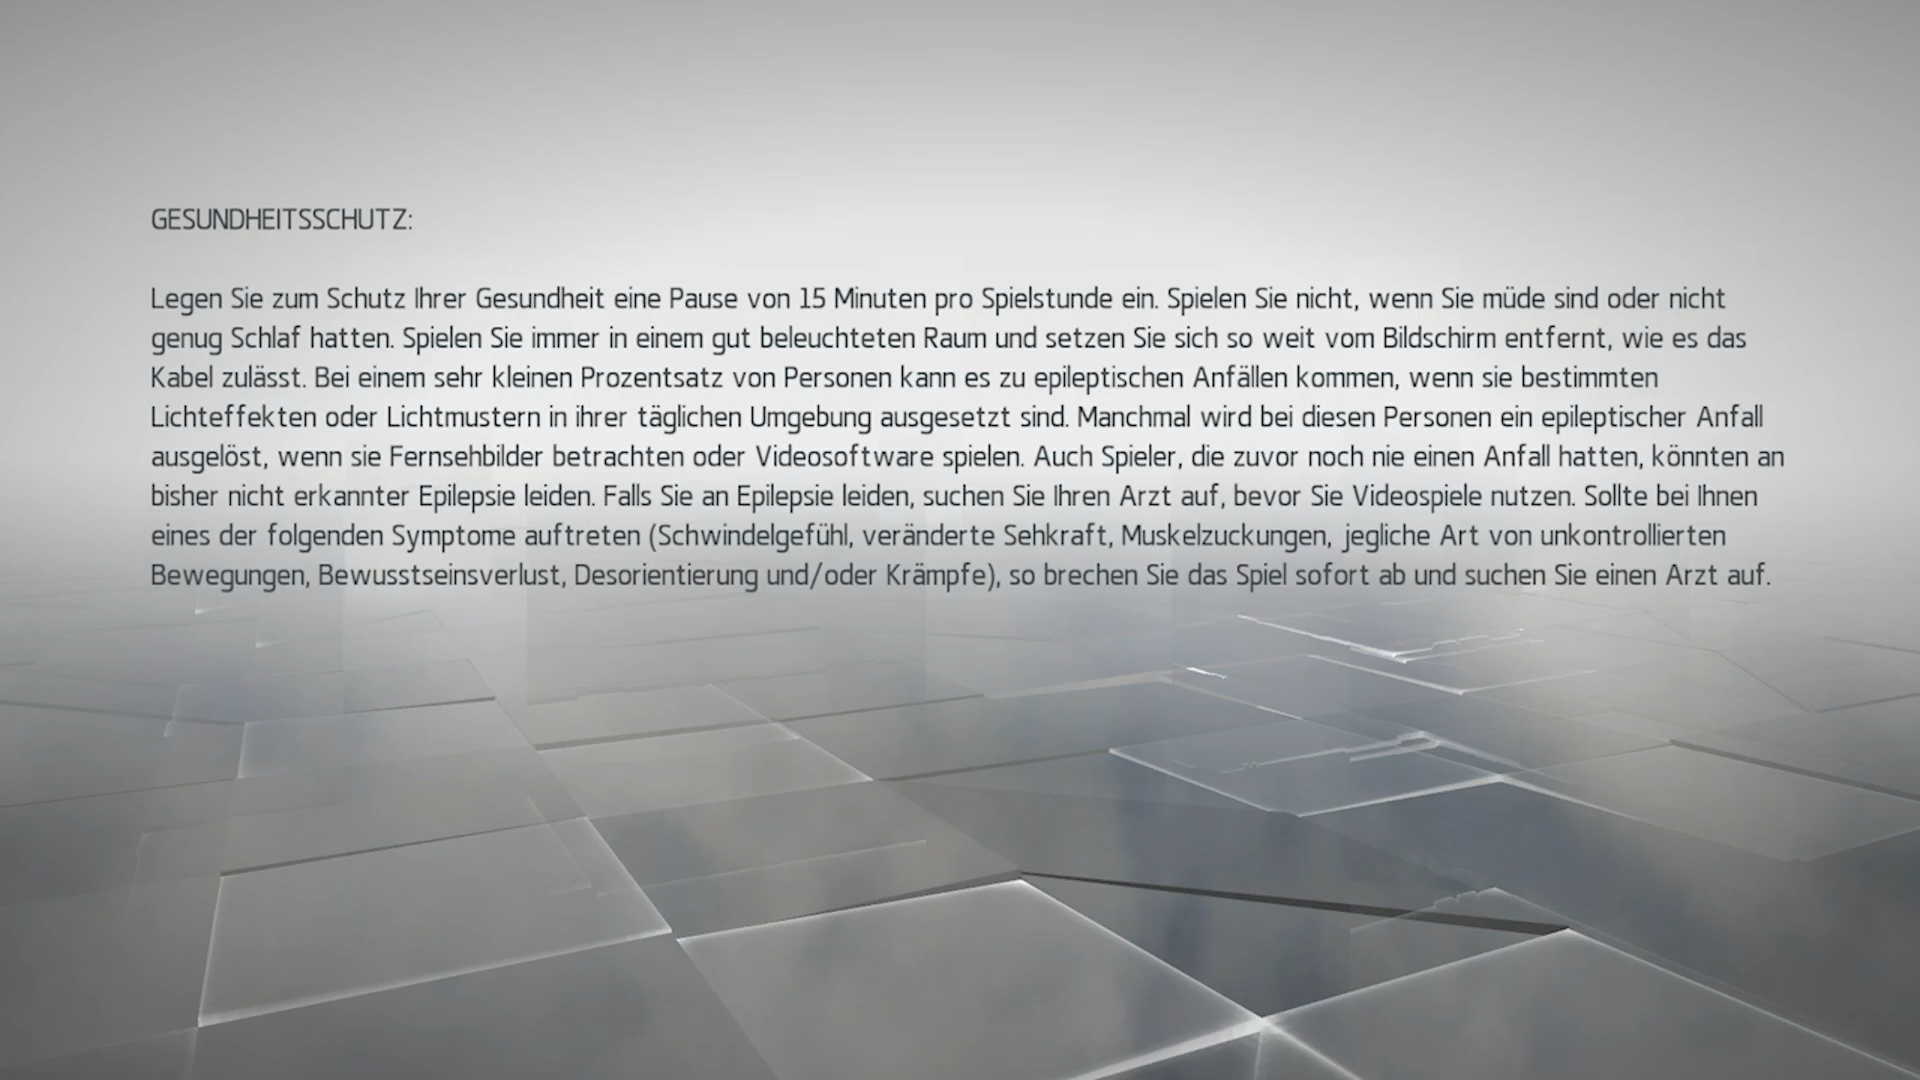 GESUNDHEITSSCHUTZ:
Legen Sie zum Schutz Ihrer Gesundheit eine Pause von 15 Minuten pro Spielstunde ein. Spielen Sie nicht, wenn Sie müde sind oder nicht
genug Schlaf hatten. Spielen Sie immer in einem gut beleuchteten Raum und setzen Sie sich so weit vom Bildschirm entfernt, wie es das
Kabel zulässt. Bei einem sehr kleinen Prozentsatz von Personen kann es zu epileptischen Anfällen kommen, wenn sie bestimmten
Lichteffekten oder Lichtmustern in ihrer täglichen Umgebung ausgesetzt sind. Manchmal wird bei diesen Personen ein epileptischer Anfall
ausgelöst, wenn sie Fernsehbilder betrachten oder Videosoftware spielen. Auch Spieler, die zuvor noch nie einen Anfall hatten, könnten an
bisher nicht erkannter Epilepsie leiden. Falls Sie an Epilepsie leiden, suchen Sie Ihren Arzt auf, bevor Sie Videospiele nutzen. Sollte bei Ihnen
eines der folgenden Symptome auftreten (Schwindelgefühl, veränderte Sehkraft, Muskelzuckungen, jegliche Art von unkontrollierten
Bewegungen, Bewusstseinsverlust, Desorientierung und/oder Krämpfe), so brechen Sie das Spiel sofort ab und suchen Sie einen Arzt auf.